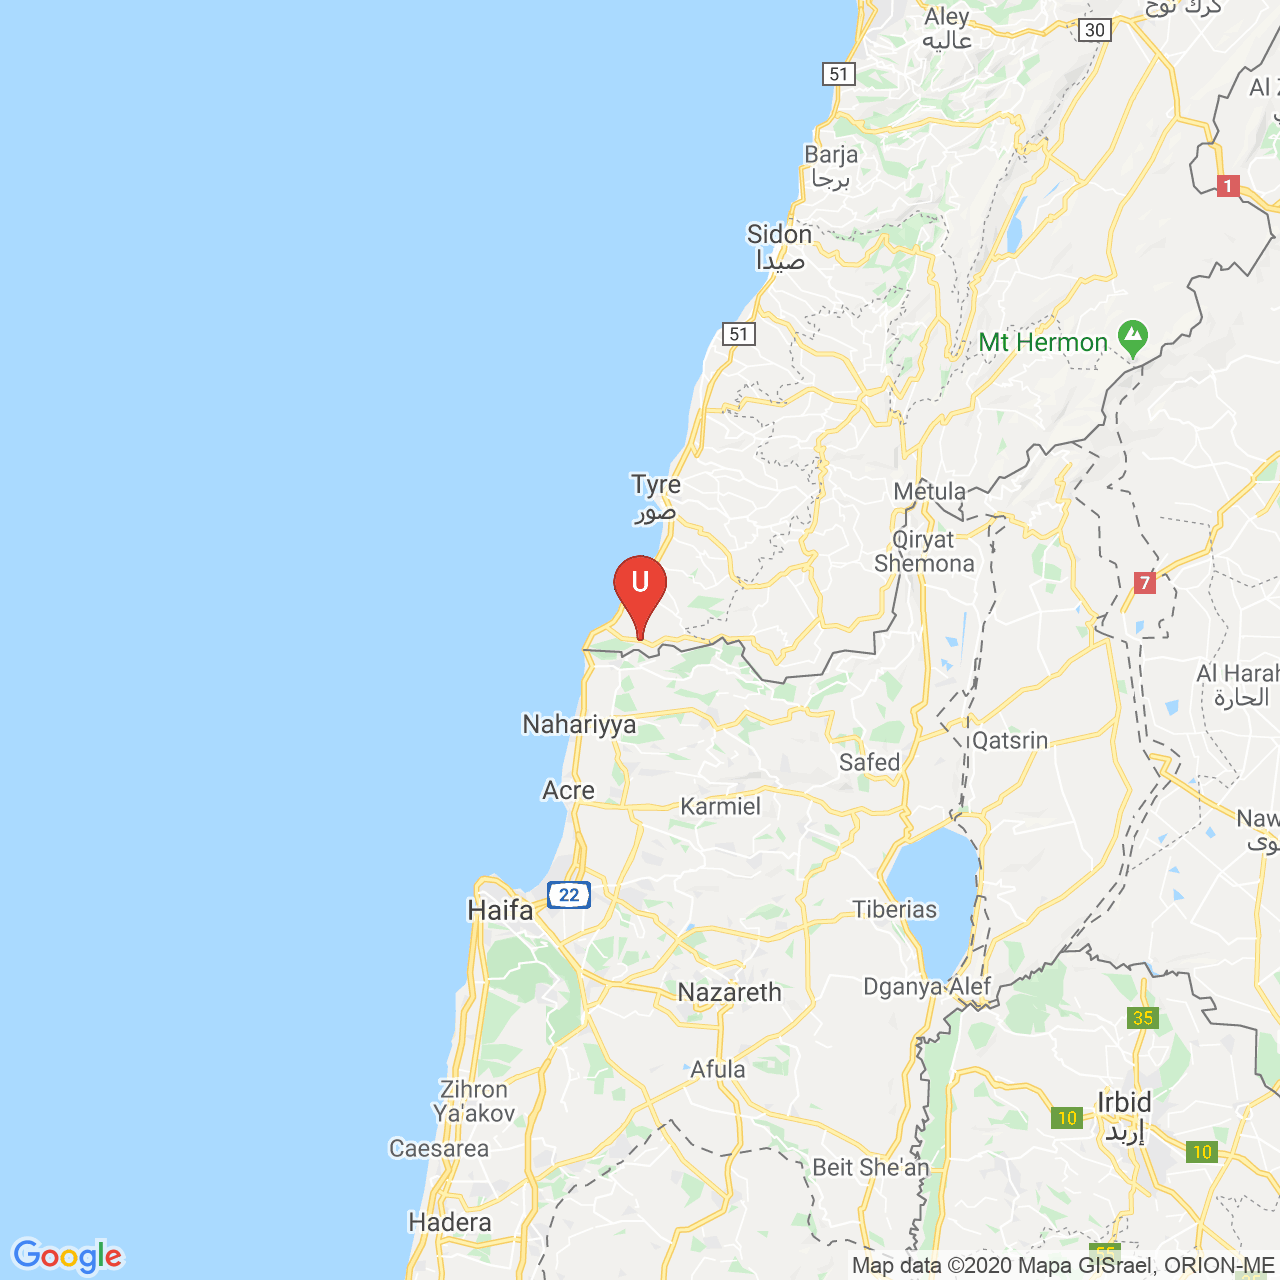 كرك نوح
Aley
عاليه
30
51
Al Z
Barja
برجا
1
Sidon
صيدا
51
Mt Hermon
Tyre
صور
Metula
Qiryat
Shemona
U
7
Al Harah
الحارة
Nahariyya
Qatsrin
Safed
Acre
Karmiel
Naw
نوى
22
Haifa
Tiberias
Dganya Alef
Nazareth
35
Afula
Zihron
Ya'akov
Irbid
إربد
10
Caesarea
10
Beit She'an
Hadera
55
Google
Map data ©2020 Mapa GISrael, ORION-ME